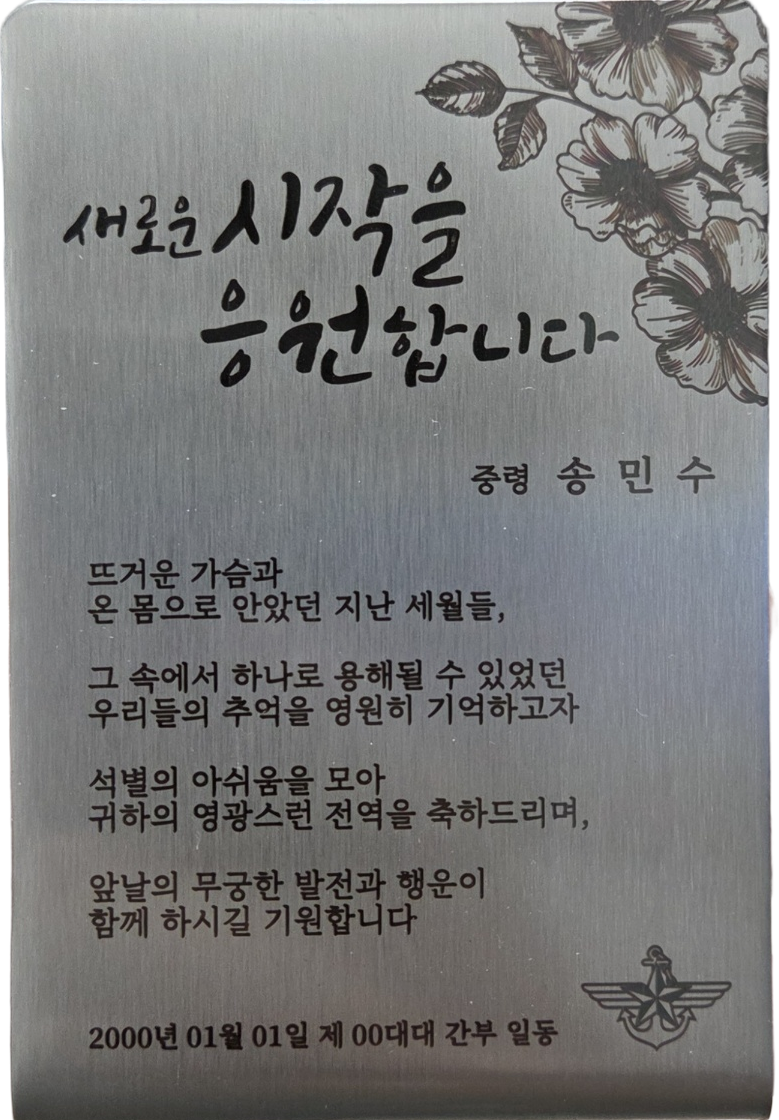 새로운 시작을
응원합니다
중령 송 민 수
뜨거운 가슴과
온 몸으로 안았던 지난 세월들,
그 속에서 하나로 용해될 수 있었던
우리들의 추억을 영원히 기억하고자
석별의 아쉬움을 모아
귀하의 영광스런 전역을 축하드리며,
앞날의 무궁한 발전과 행운이
함께 하시길 기원합니다
2000년 01월 01일 제 00대대 간부 일동